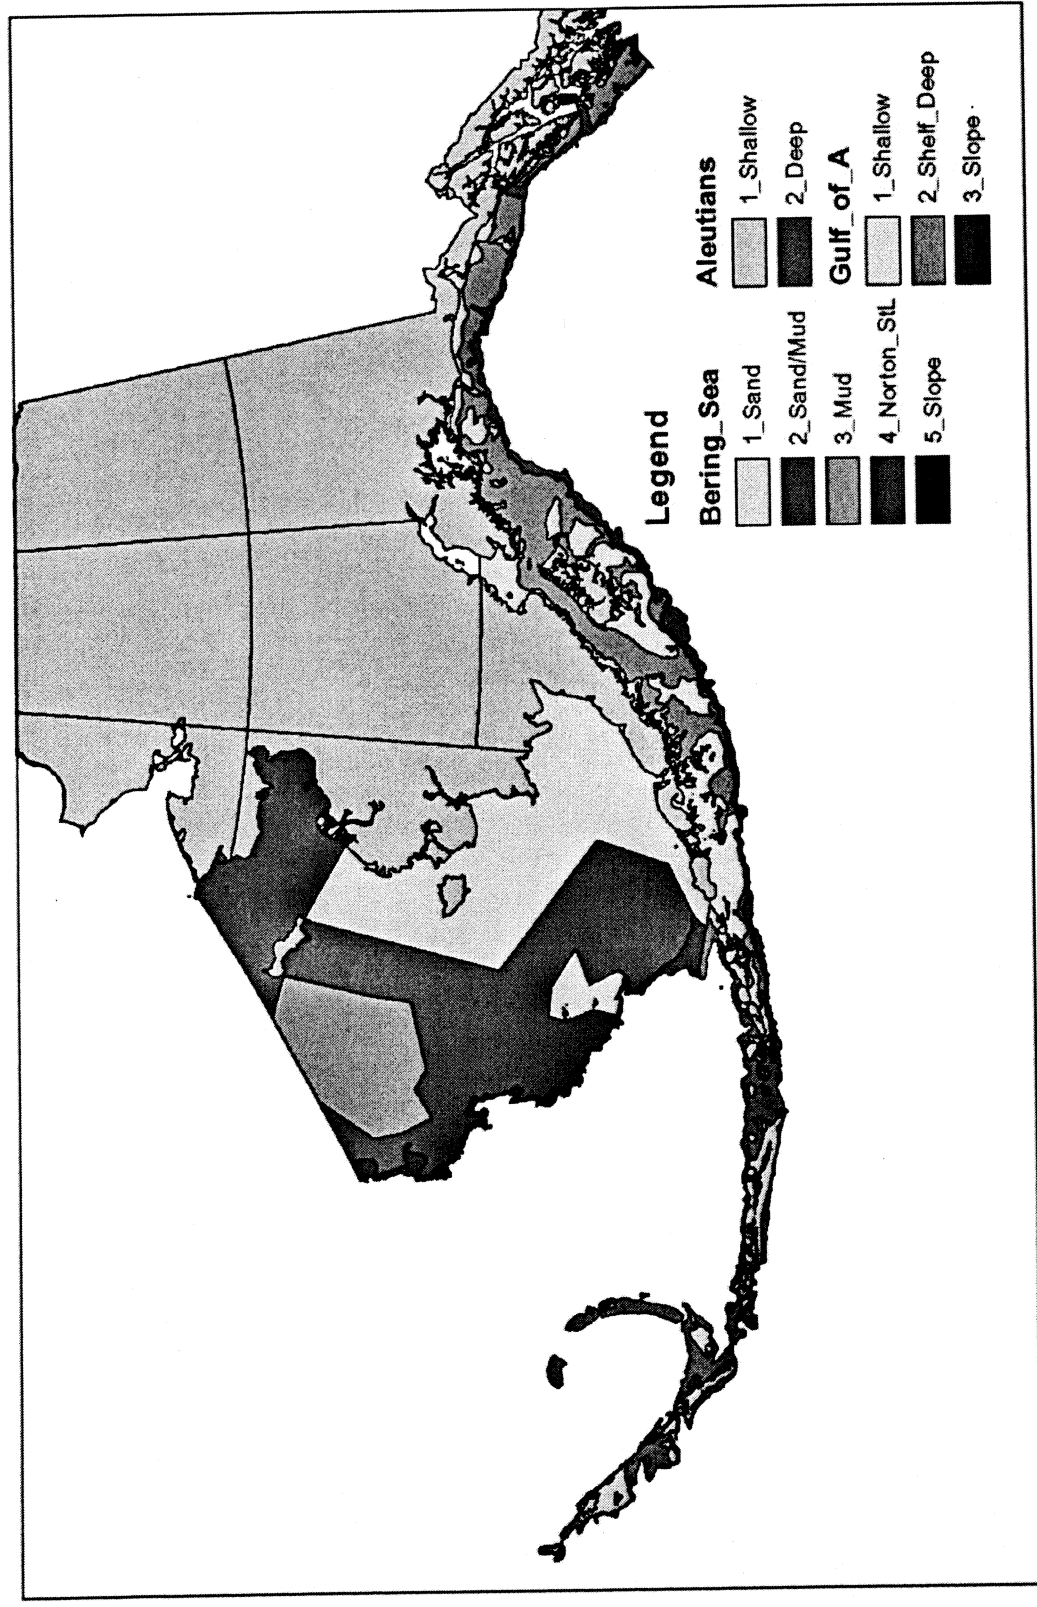 Legend
Bering_Sea
1_Sand
2_Sand/Mud
3_Mud
4_Norton_StL
5_Slope
Aleutians
1_Shallow
2_Deep
Gulf_of_A
1_Shallow
2_Shelf_Deep
3_Slope